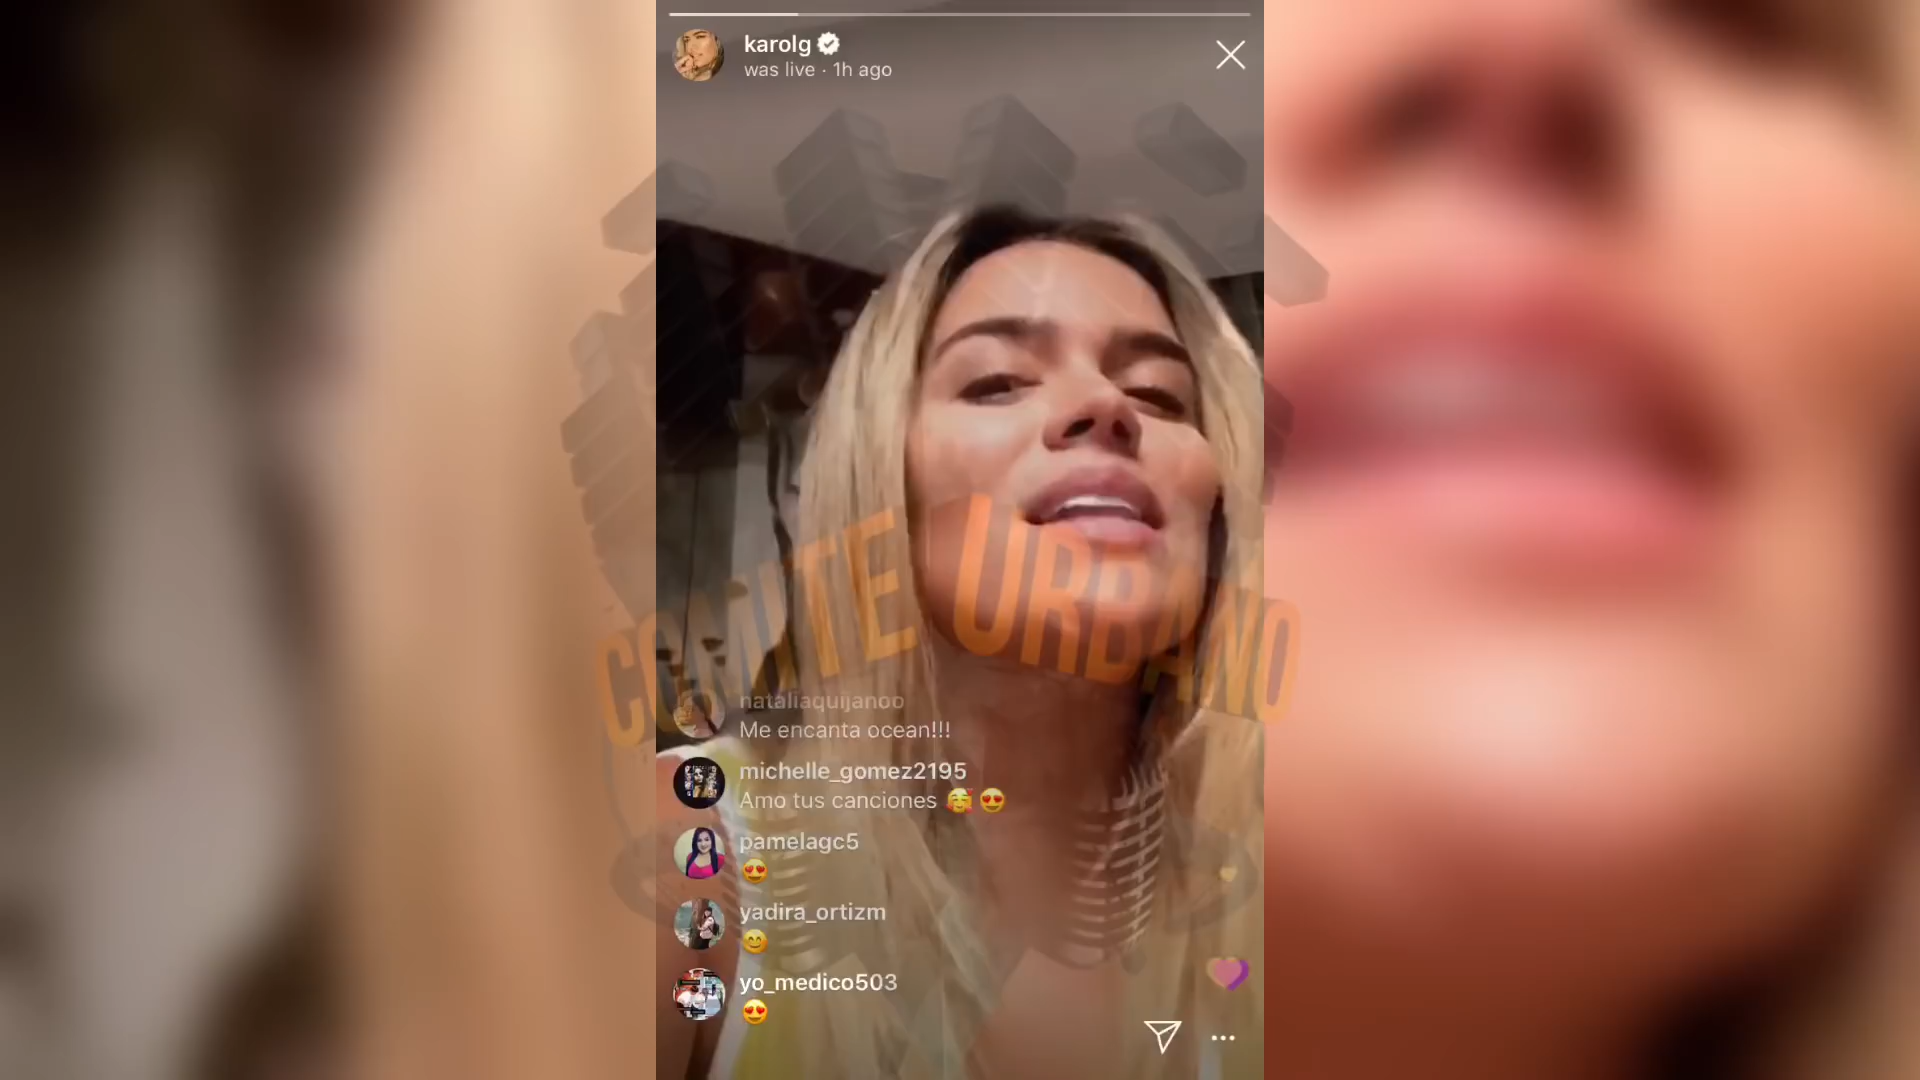 karolg
was live · 1h ago
COMITE URBANO
nataliaquijanoo
Me encanta ocean!!!
michelle_gomez2195
Amo tus canciones 🥰 😍
pamelagc5
😍
yadira_ortizm
😊
yo_medico503
😍